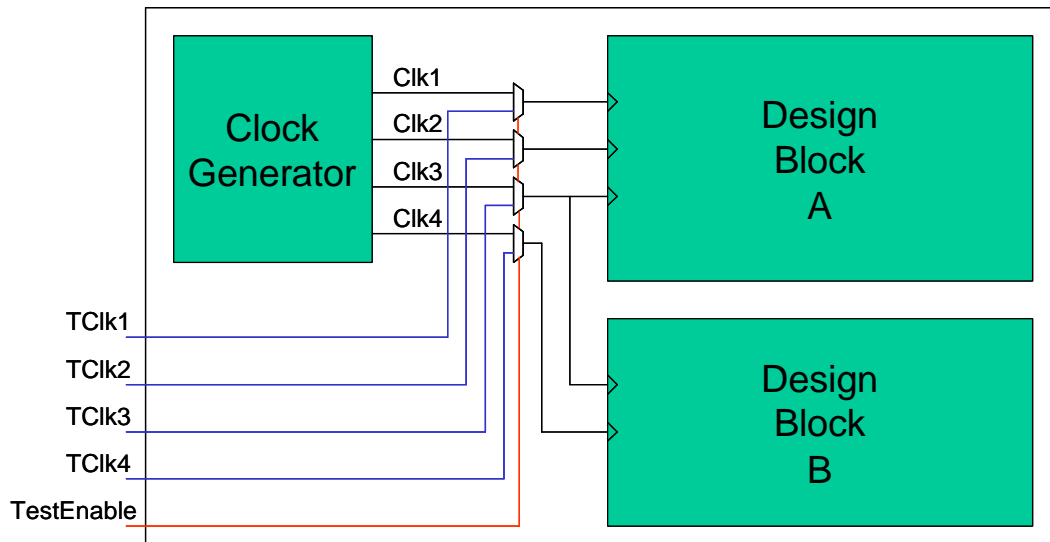 Clock
Generator
Clk1
Clk2
Clk3
Clk4
Design
Block
A
TClk1
TClk2
TClk3
TClk4
TestEnable
Design
Block
B